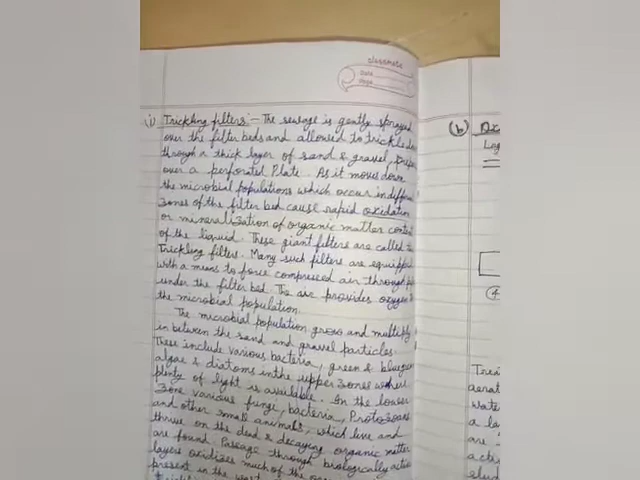 classmate
Date
Page
(i) Trickling filters :- The sewage is gently sprayed
over the filter beds and allowed to trickle
through a thick layer of sand & gravel,
over a perforated Plate. As it moves down
the microbial populations which occur in
zones of the filter bed cause rapid oxidation
or mineralization of organic matter
of the liquid. These giant filters are called
Trickling filters. Many such filters are
with a means to force compressed air through
under the filter bed. The air provides oxygen
the microbial population.
The microbial population grow and multiply
in between the sand and gravel particles.
These include various bacteria, green & bluegreen
algae & diatoms in the upper zones where
plenty of light is available. In the lower
zone various fungi, bacteria, Protozoans
and other small animals, which live and
thrive on the dead & decaying organic matter
are found. Passage through biologically
layers oxidizes much of the
present in the
(b)
Log
4
Trea
aerat
wate
a la
are
acti